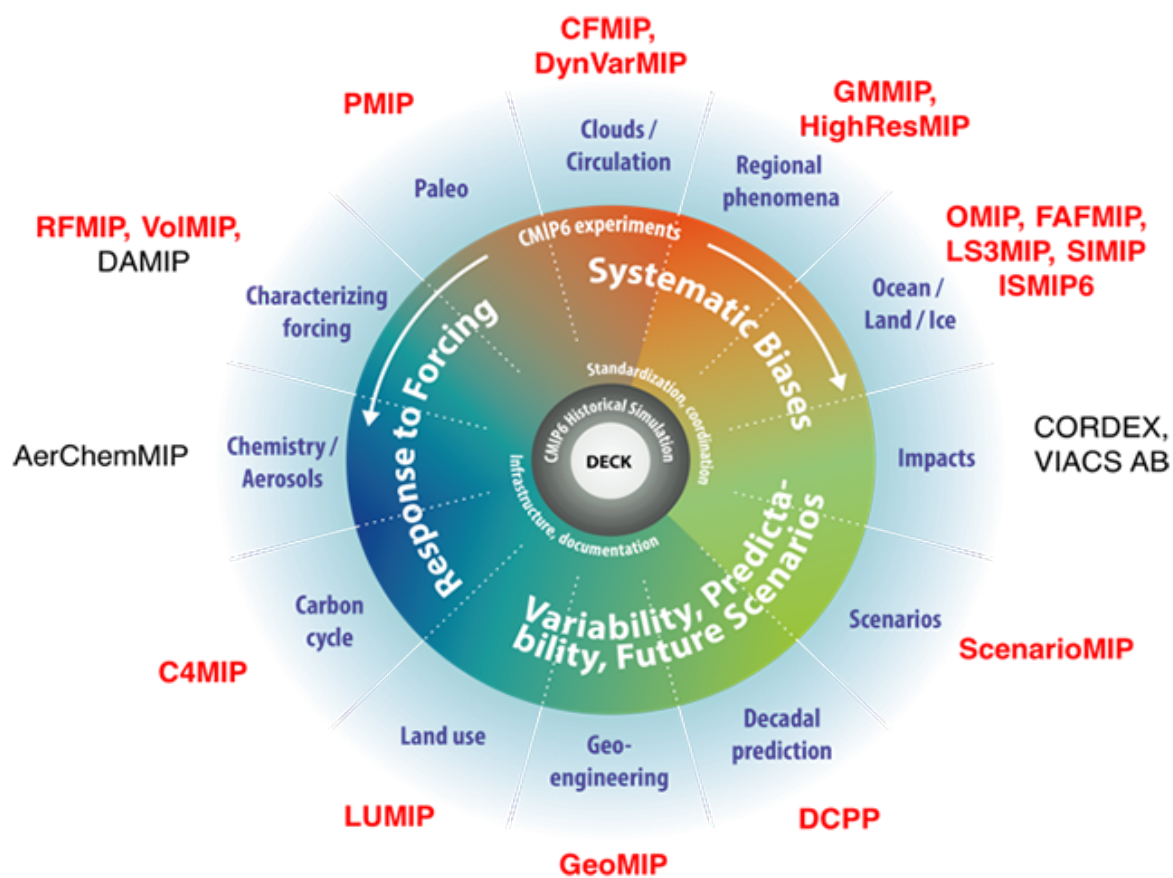 CFMIP,
DynVarMIP
PMIP
GMMIP,
HighResMIP
Clouds /
Circulation
Regional
phenomena
Paleo
RFMIP, VolMIP,
DAMIP
OMIP, FAFMIP,
LS3MIP, SIMIP
ISMIP6
CMIP6 experiments
Systematic Biases
Characterizing
forcing
Ocean /
Land / Ice
Response to Forcing
Standardization, coordination
CMIP6 Historical Simulation
DECK
Infrastructure, documentation
AerChemMIP
Chemistry /
Aerosols
Impacts
CORDEX,
VIACS AB
Variability, Predicta-
bility, Future Scenarios
Carbon
cycle
Scenarios
C4MIP
ScenarioMIP
Land use
Geo-
engineering
Decadal
prediction
LUMIP
DCPP
GeoMIP